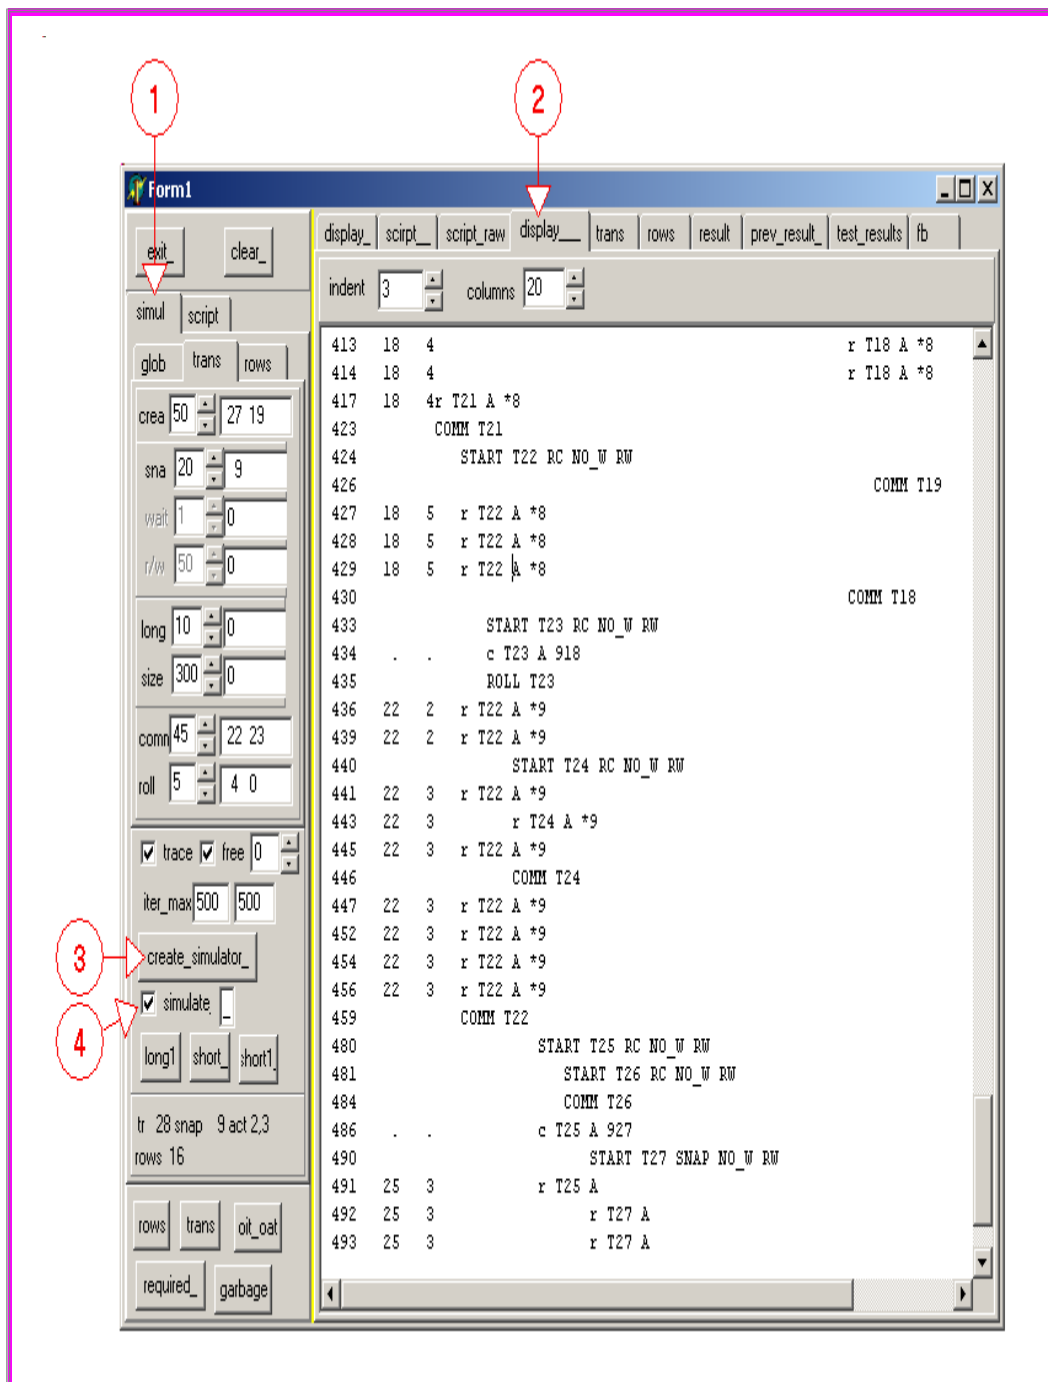 1 2
Form1
exit_ clear_
display_ scirpt__ script_raw display___ trans rows result prev_result_ test_results fb
indent 3 columns 20
simul script
glob trans rows
crea 50 27 19
sna 20 9
wait 1 0
r/w 50 0
long 10 0
size 300 0
comn 45 22 23
roll 5 4 0
trace free 0
iter_max 500 500
3 create_simulator_
4 simulate_ _
long1 short_ short1_
tr 28 snap 9 act 2,3
rows 16
rows trans oit_oat
required_ garbage
413 18 4 r T18 A *8
414 18 4 r T18 A *8
417 18 4r T21 A *8
423 COMM T21
424 START T22 RC NO_W RW
426 COMM T19
427 18 5 r T22 A *8
428 18 5 r T22 A *8
429 18 5 r T22 A *8
430 COMM T18
433 START T23 RC NO_W RW
434 . . c T23 A 918
435 ROLL T23
436 22 2 r T22 A *9
439 22 2 r T22 A *9
440 START T24 RC NO_W RW
441 22 3 r T22 A *9
443 22 3 r T24 A *9
445 22 3 r T22 A *9
446 COMM T24
447 22 3 r T22 A *9
452 22 3 r T22 A *9
454 22 3 r T22 A *9
456 22 3 r T22 A *9
459 COMM T22
480 START T25 RC NO_W RW
481 START T26 RC NO_W RW
484 COMM T26
486 . . c T25 A 927
490 START T27 SNAP NO_W RW
491 25 3 r T25 A
492 25 3 r T27 A
493 25 3 r T27 A